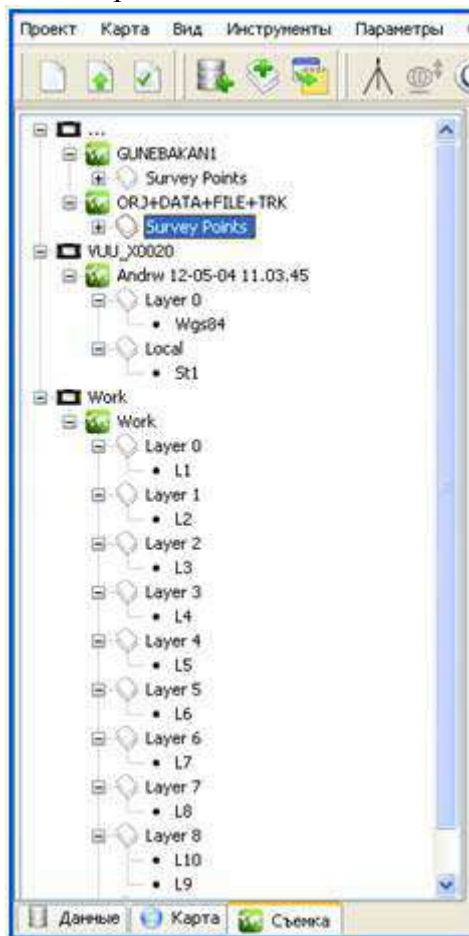 Проект Карта Вид Инструменты Параметры
...
GUNEBAKAN1
Survey Points
ORJ+DATA+FILE+TRK
Survey Points
VUU_X0020
Andrw 12-05-04 11.03.45
Layer 0
Wgs84
Local
St1
Work
Work
Layer 0
L1
Layer 1
L2
Layer 2
L3
Layer 3
L4
Layer 4
L5
Layer 5
L6
Layer 6
L7
Layer 7
L8
Layer 8
L10
L9
Данные Карта Съемка